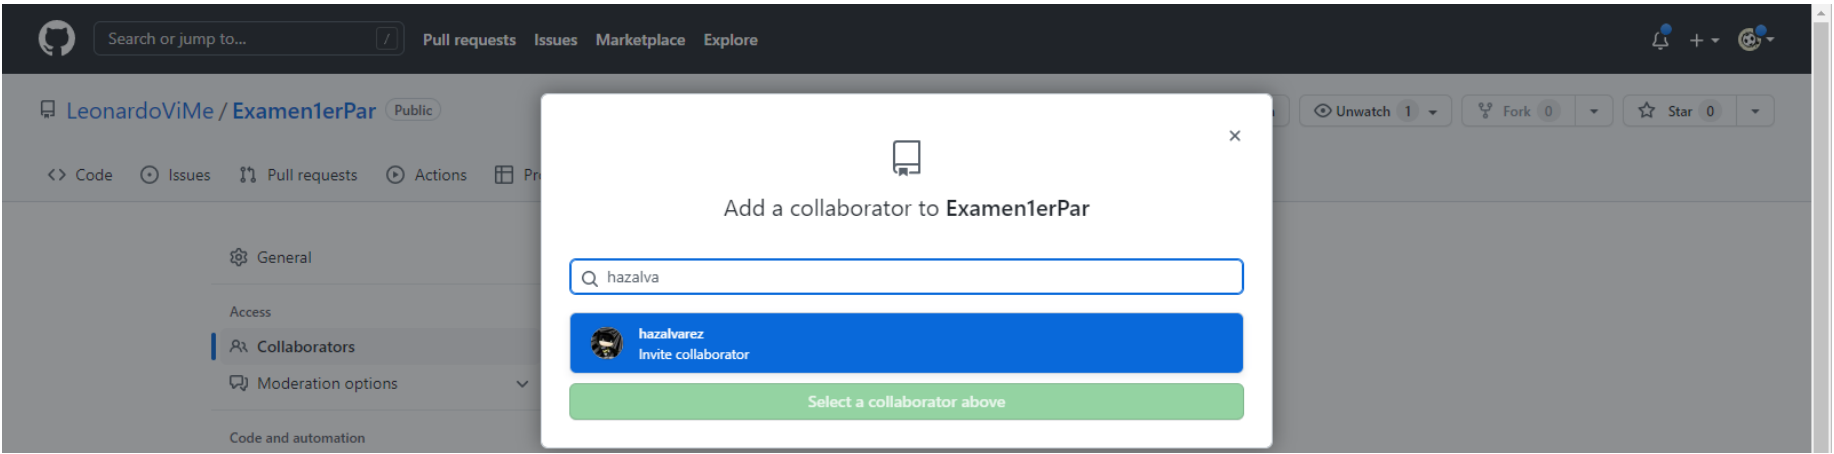 Search or jump to... / Pull requests Issues Marketplace Explore
LeonardoViMe / Examen1erPar Public Unwatch 1 Fork 0 Star 0
Code Issues Pull requests Actions
Add a collaborator to Examen1erPar
General
hazalva
Access
hazalvarez
Collaborators
Invite collaborator
Moderation options
Select a collaborator above
Code and automation